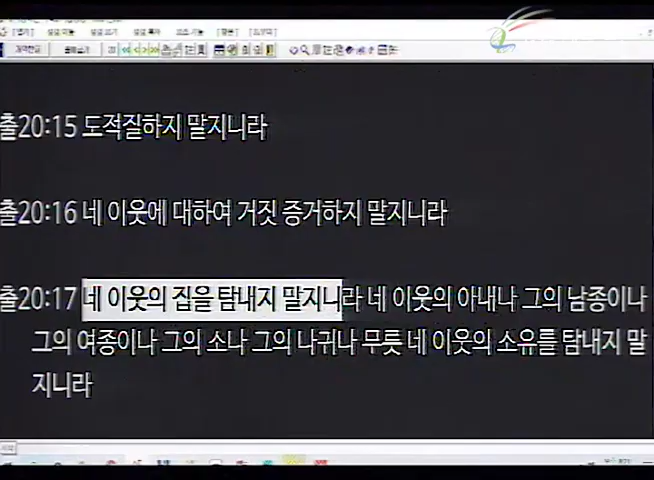 출20:15 도적질하지 말지니라
출20:16 네 이웃에 대하여 거짓 증거하지 말지니라
출20:17 네 이웃의 집을 탐내지 말지니라 네 이웃의 아내나 그의 남종이나
그의 여종이나 그의 소나 그의 나귀나 무릇 네 이웃의 소유를 탐내지 말
지니라